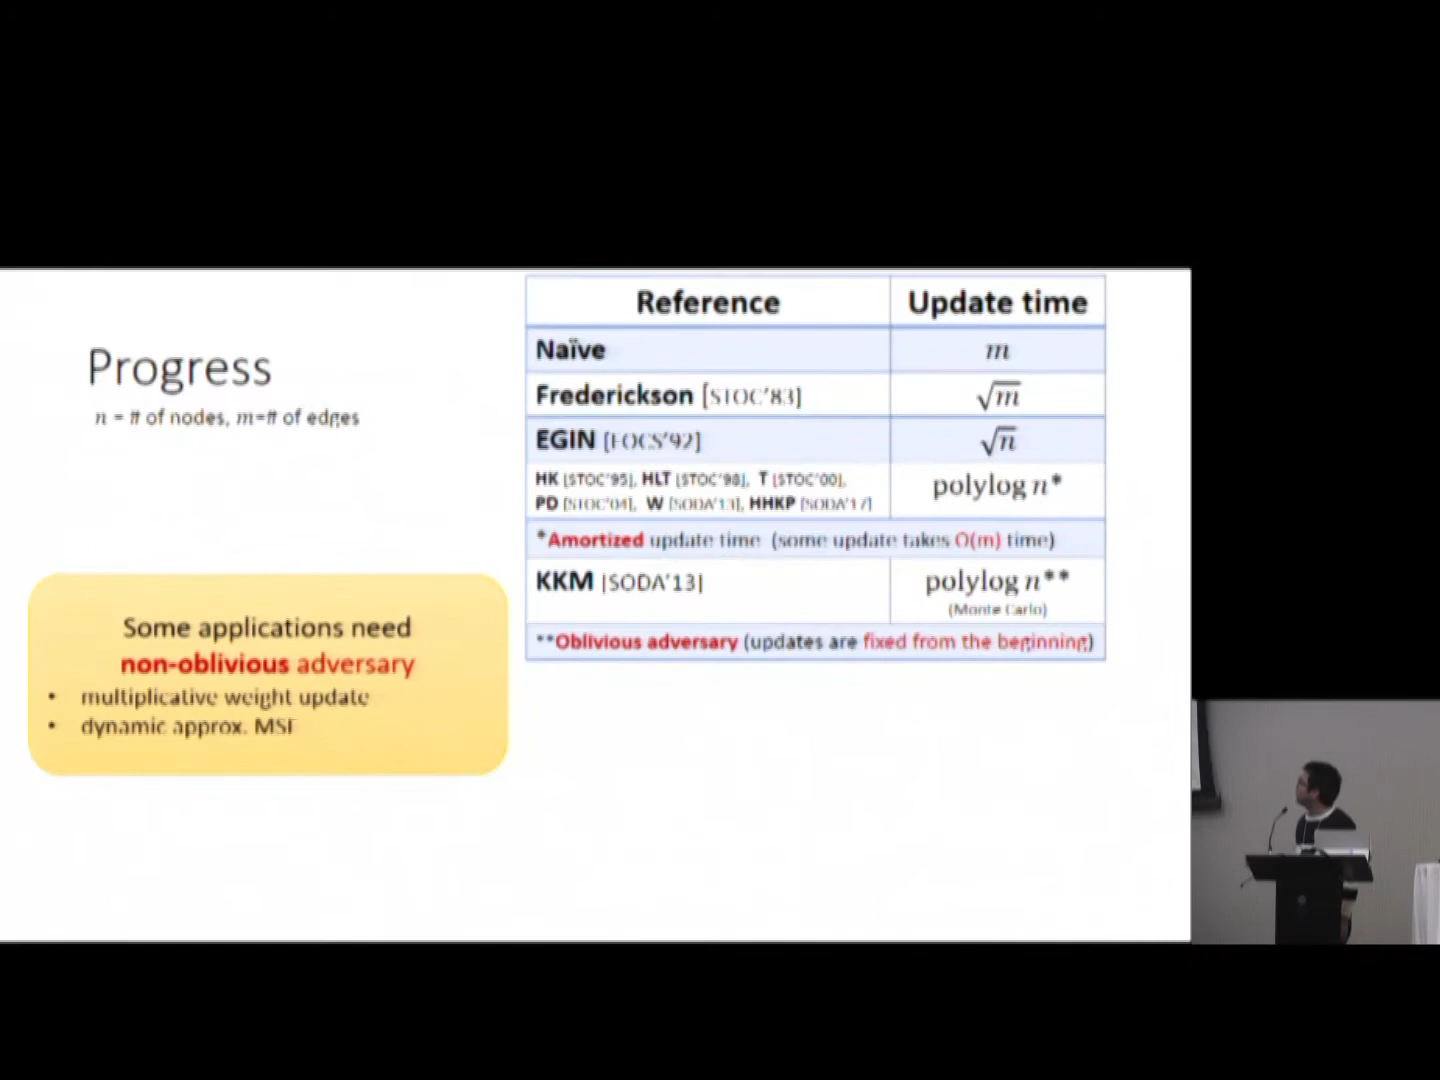 Progress
n = # of nodes, m=# of edges
Reference Update time
Naïve m
Frederickson [STOC'83] √m
EGIN [FOCS'92] √n
HK [STOC'95], HLT [STOC'98], T [STOC'00],
PD [STOC'04], W [SODA'13], HHKP [SODA'17]
polylog n*
*Amortized update time (some update takes O(m) time)
KKM [SODA'13] polylog n**
(Monte Carlo)
**Oblivious adversary (updates are fixed from the beginning)
Some applications need
non-oblivious adversary
• multiplicative weight update
• dynamic approx. MSF